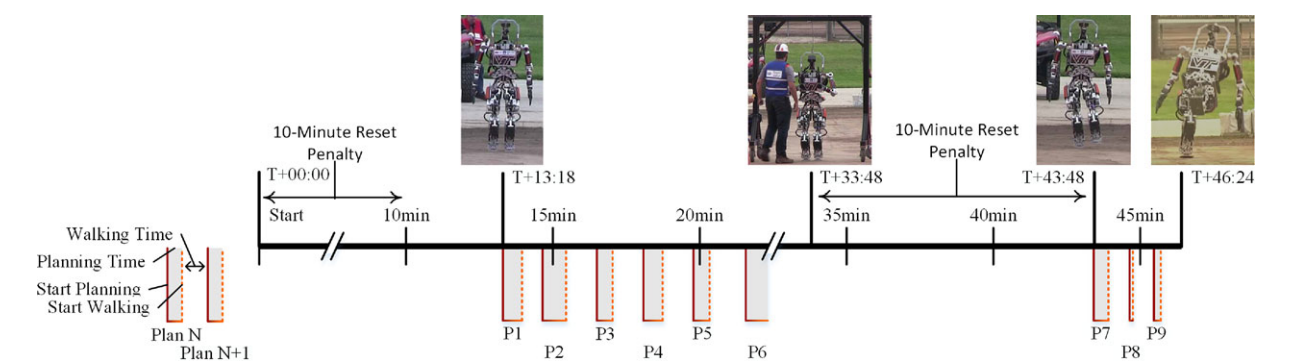 10-Minute Reset
Penalty
10-Minute Reset
Penalty
T+00:00
T+13:18
T+33:48
T+43:48
T+46:24
Start
10min
15min
20min
35min
40min
45min
Walking Time
Planning Time
Start Planning
Start Walking
Plan N
Plan N+1
P1
P2
P3
P4
P5
P6
P7
P8
P9